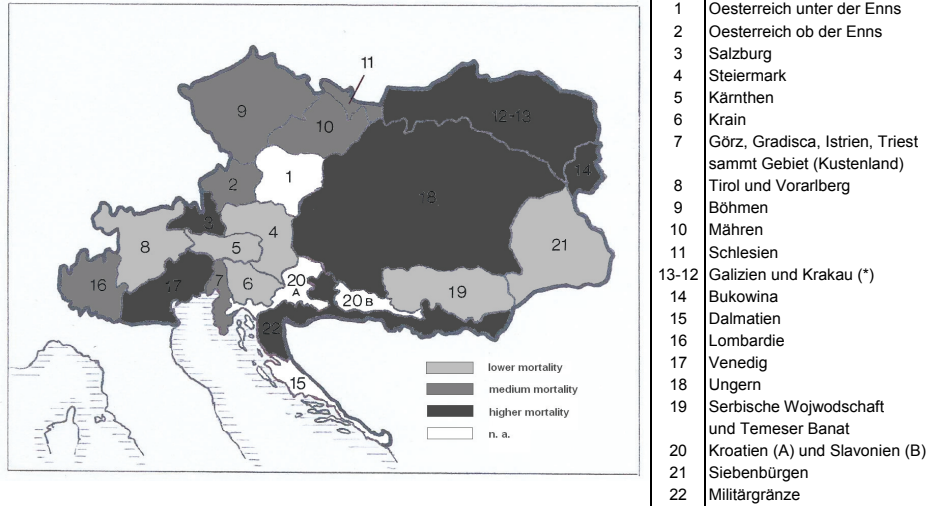 11
9
10
12-13
14
1
2
3
4
5
8
18
21
16
17
7
6
20
A
20 B
19
22
15
lower mortality
medium mortality
higher mortality
n. a.
1 Oesterreich unter der Enns
2 Oesterreich ob der Enns
3 Salzburg
4 Steiermark
5 Kärnthen
6 Krain
7 Görz, Gradisca, Istrien, Triest
sammt Gebiet (Kustenland)
8 Tirol und Vorarlberg
9 Böhmen
10 Mähren
11 Schlesien
13-12 Galizien und Krakau (*)
14 Bukowina
15 Dalmatien
16 Lombardie
17 Venedig
18 Ungern
19 Serbische Wojwodschaft
und Temeser Banat
20 Kroatien (A) und Slavonien (B)
21 Siebenbürgen
22 Militärgränze